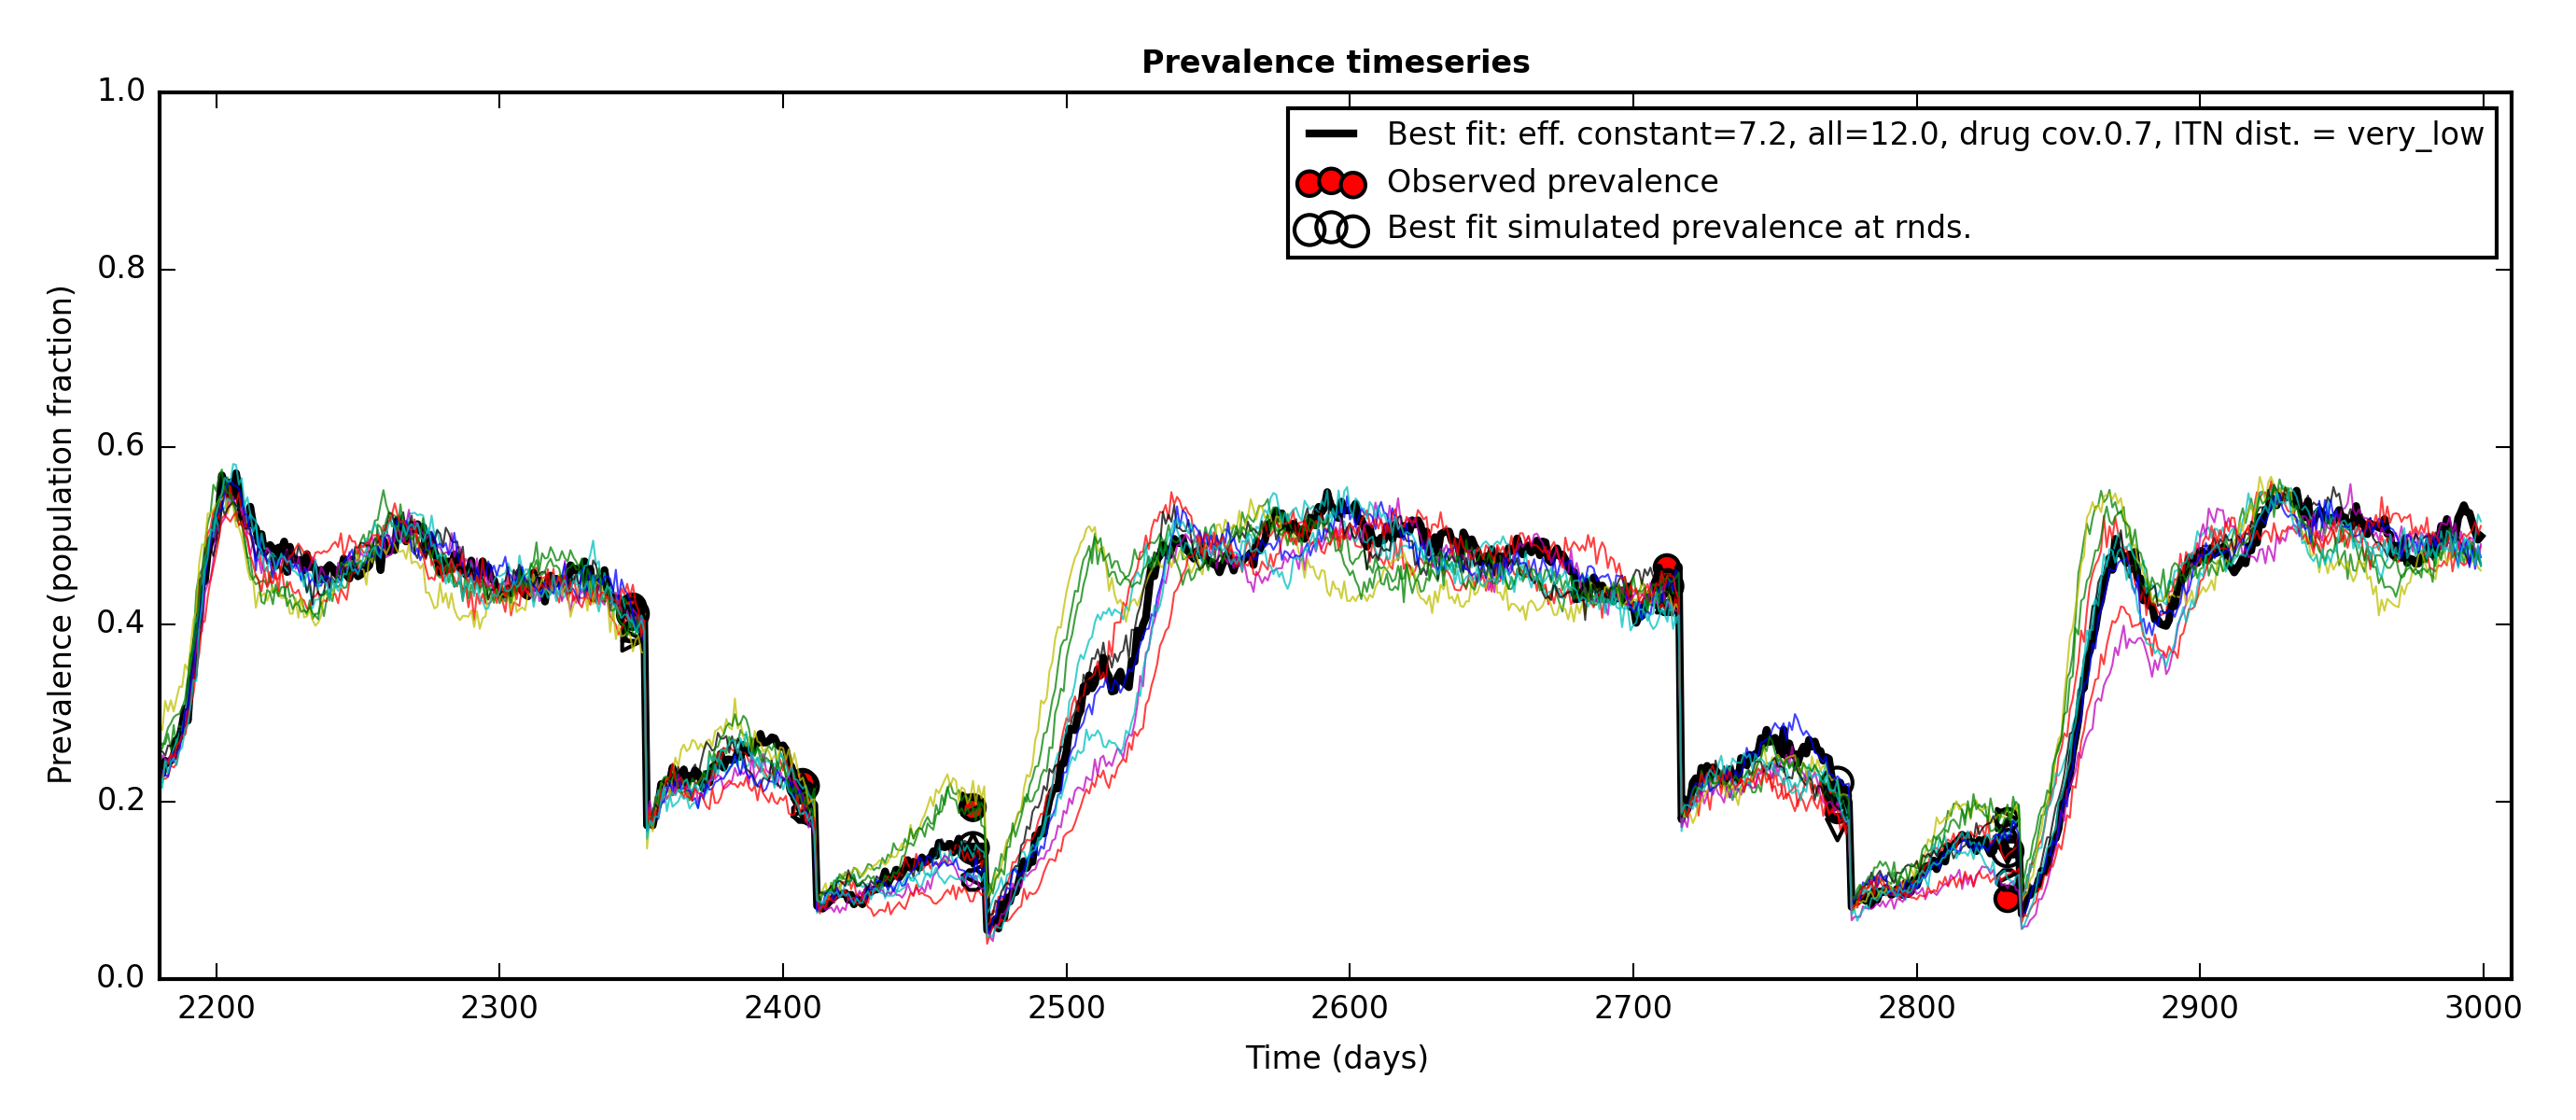 Prevalence timeseries
1.0
0.8
0.6
0.4
0.2
0.0
Prevalence (population fraction)
Best fit: eff. constant=7.2, all=12.0, drug cov.0.7, ITN dist. = very_low
Observed prevalence
Best fit simulated prevalence at rnds.
2200 2300 2400 2500 2600 2700 2800 2900 3000
Time (days)